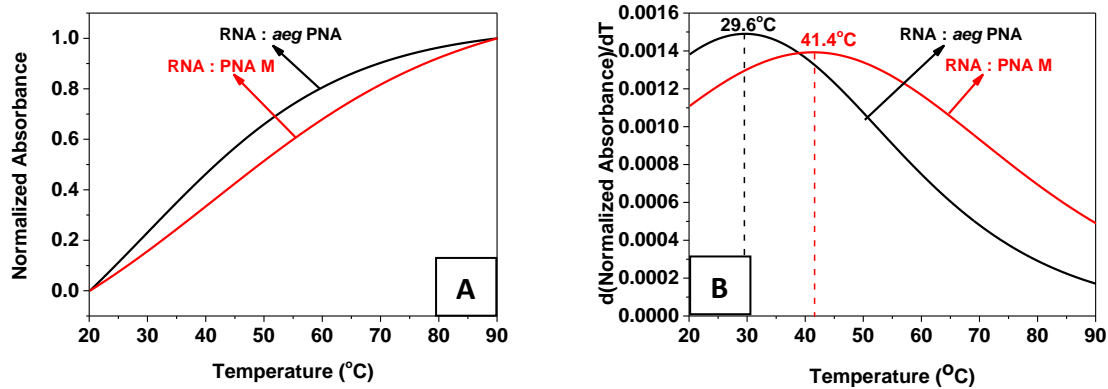 RNA : aeg PNA
RNA : PNA M
Normalized Absorbance
1.0
0.8
0.6
0.4
0.2
0.0
20 30 40 50 60 70 80 90
Temperature (°C)
A
29.6°C
41.4°C
RNA : aeg PNA
RNA : PNA M
d(Normalized Absorbance)/dT
0.0016
0.0014
0.0012
0.0010
0.0008
0.0006
0.0004
0.0002
0.0000
20 30 40 50 60 70 80 90
Temperature (°C)
B